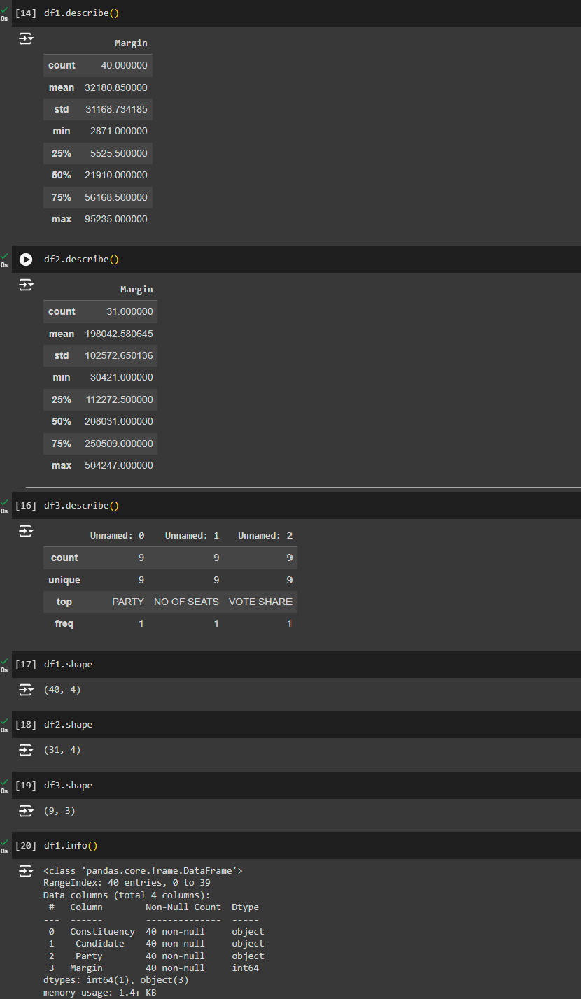 [14] df1.describe()
0s
Margin
count 40.000000
mean 32180.850000
std 31168.734185
min 2871.000000
25% 5525.500000
50% 21910.000000
75% 56168.500000
max 95235.000000
df2.describe()
0s
Margin
count 31.000000
mean 198042.580645
std 102572.650136
min 30421.000000
25% 112272.500000
50% 208031.000000
75% 250509.000000
max 504247.000000
[16] df3.describe()
0s
Unnamed: 0 Unnamed: 1 Unnamed: 2
count 9 9 9
unique 9 9 9
top PARTY NO OF SEATS VOTE SHARE
freq 1 1 1
[17] df1.shape
0s
(40, 4)
[18] df2.shape
0s
(31, 4)
[19] df3.shape
0s
(9, 3)
[20] df1.info()
0s
<class 'pandas.core.frame.DataFrame'>
RangeIndex: 40 entries, 0 to 39
Data columns (total 4 columns):
 #   Column        Non-Null Count  Dtype
---  ------        --------------  -----
 0   Constituency  40 non-null     object
 1    Candidate    40 non-null     object
 2    Party        40 non-null     object
 3   Margin        40 non-null     int64
dtypes: int64(1), object(3)
memory usage: 1.4+ KB